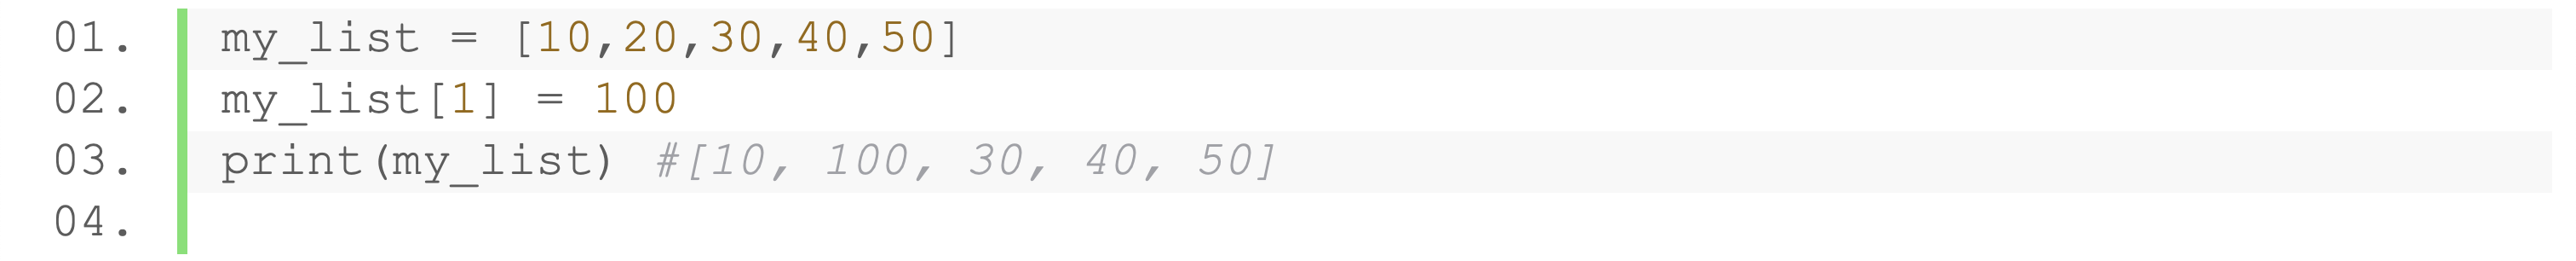 01. my_list = [10,20,30,40,50]
02. my_list[1] = 100
03. print(my_list) #[10, 100, 30, 40, 50]
04.